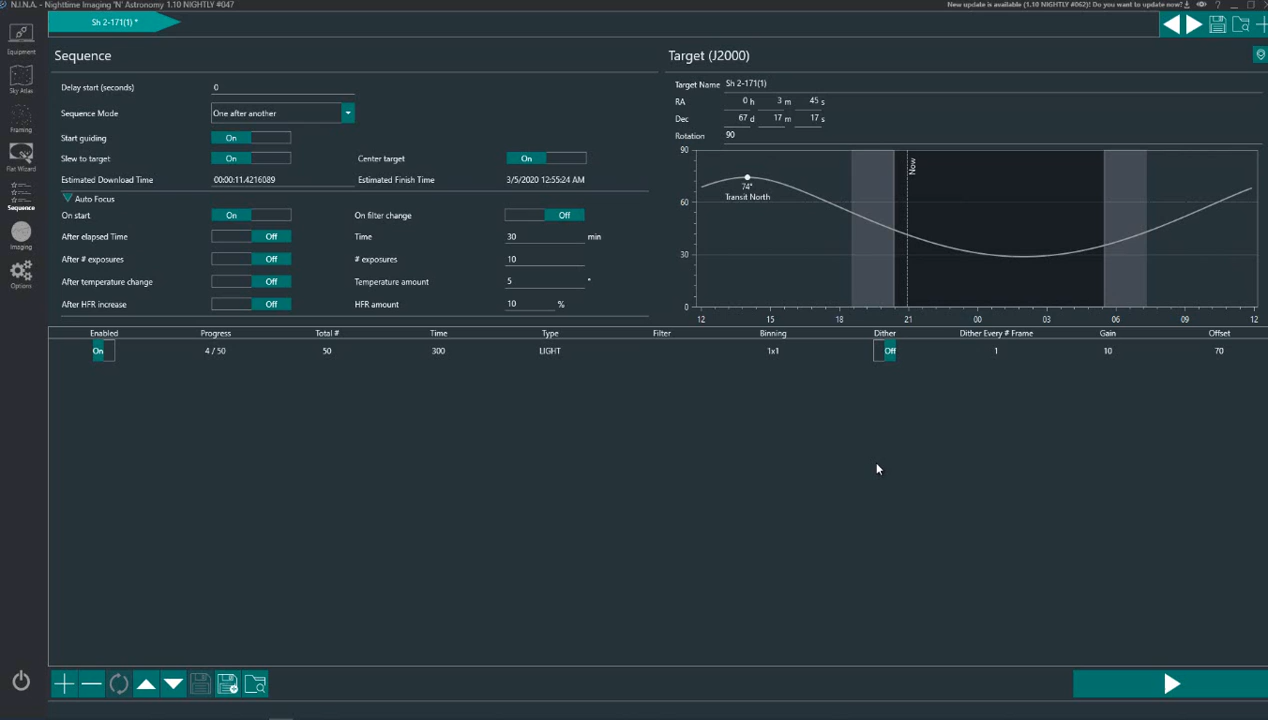 N.I.N.A. - Nighttime Imaging 'N' Astronomy 1.10 NIGHTLY #047
New update is available (1.10 NIGHTLY #062)! Do you want to update now?
Sh 2-171(1) *
Equipment
Sky Atlas
Framing
Flat Wizard
Sequence
Imaging
Options
Sequence
Delay start (seconds) 0
Sequence Mode One after another
Start guiding On
Slew to target On Center target On
Estimated Download Time 00:00:11.4216089 Estimated Finish Time 3/5/2020 12:55:24 AM
Auto Focus
On start On On filter change Off
After elapsed Time Off Time 30 min
After # exposures Off # exposures 10
After temperature change Off Temperature amount 5 °
After HFR increase Off HFR amount 10 %
Target (J2000)
Target Name Sh 2-171(1)
RA 0 h 3 m 45 s
Dec 67 d 17 m 17 s
Rotation 90
90
60
30
0
Now
74°
Transit North
12 15 18 21 00 03 06 09 12
Enabled Progress Total # Time Type Filter Binning Dither Dither Every # Frame Gain Offset
On 4 / 50 50 300 LIGHT 1x1 Off 1 10 70